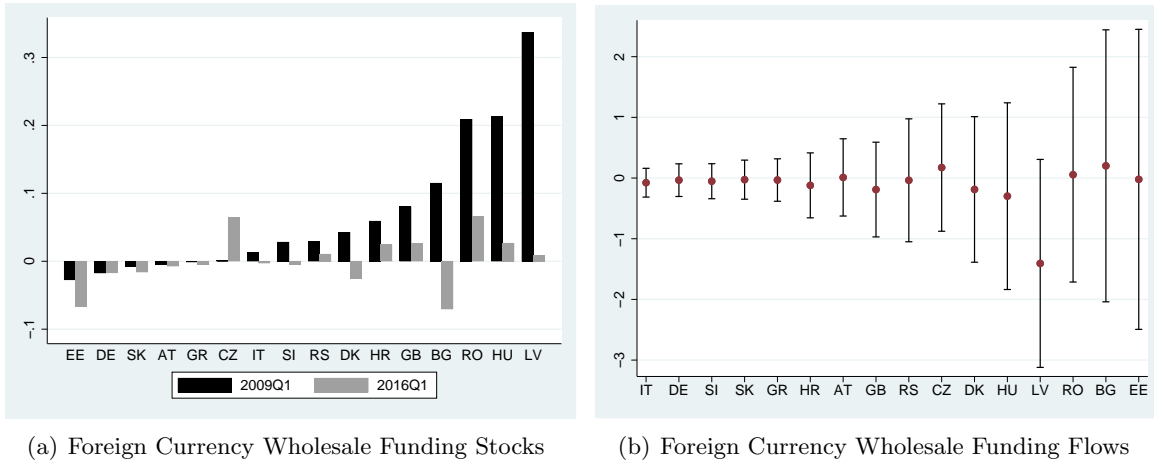 .3
.2
.1
0
-.1
EE DE SK AT GR CZ IT SI RS DK HR GB BG RO HU LV
2009Q1 2016Q1
2
1
0
-1
-2
-3
IT DE SI SK GR HR AT GB RS CZ DK HU LV RO BG EE
(a) Foreign Currency Wholesale Funding Stocks
(b) Foreign Currency Wholesale Funding Flows